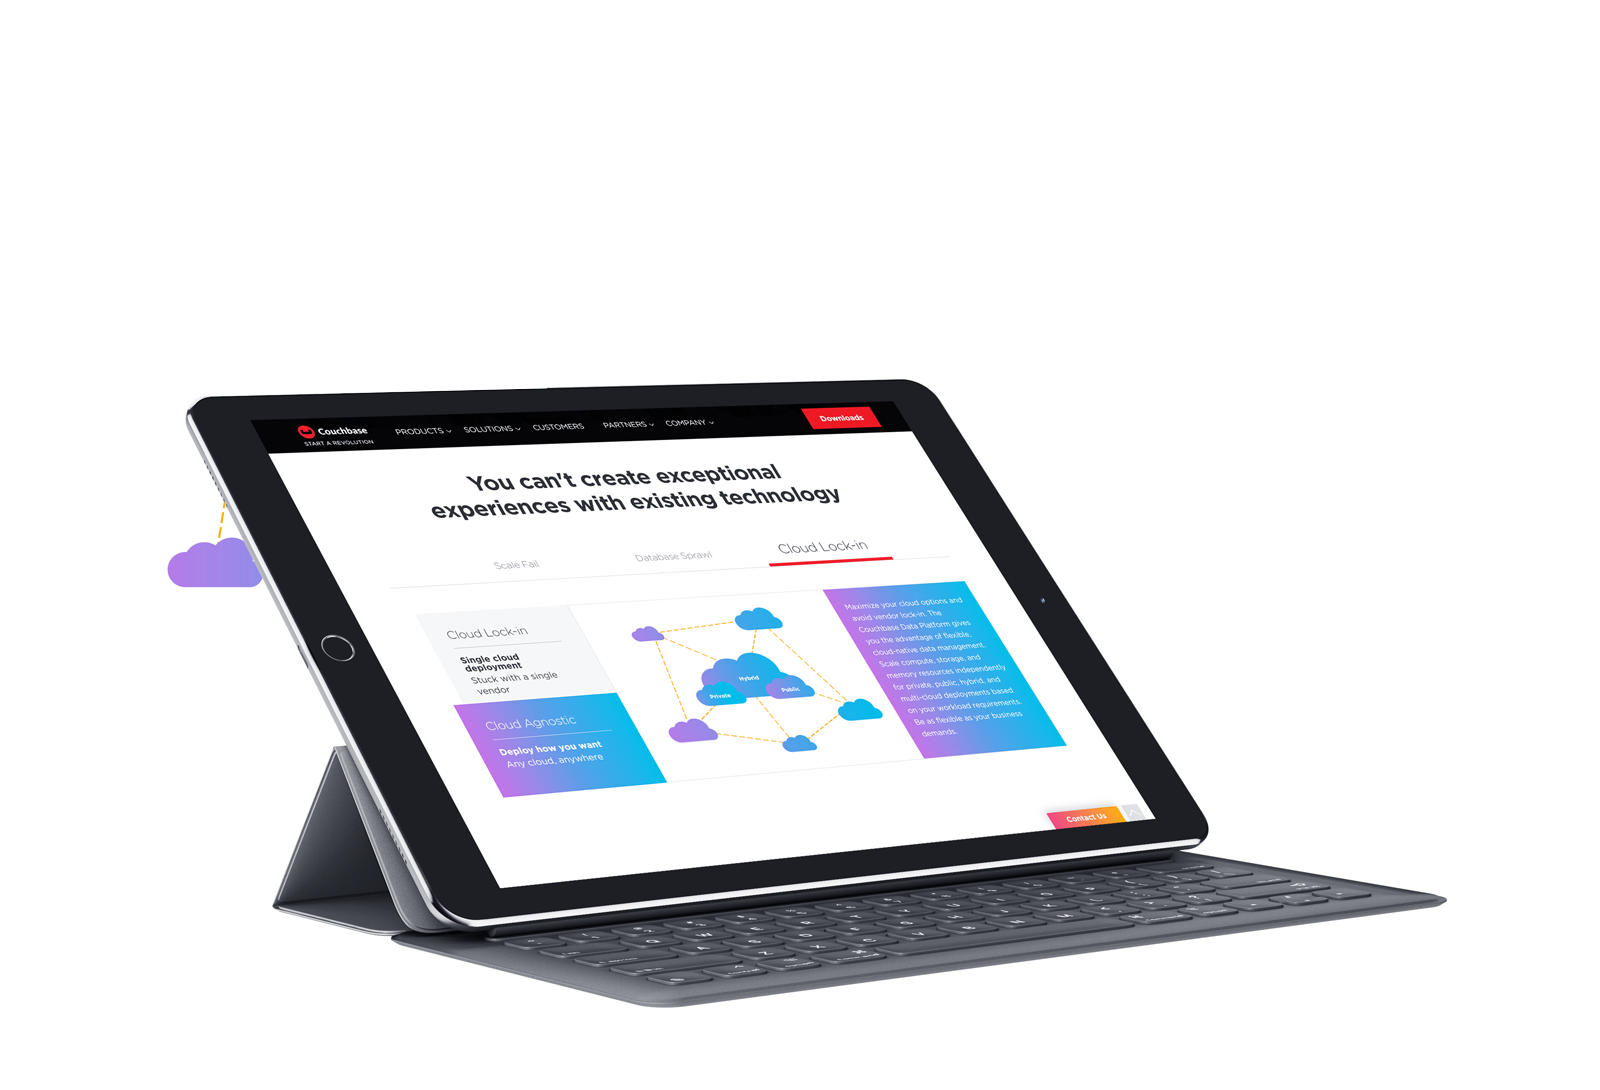 Couchbase
START A REVOLUTION
PRODUCTS SOLUTIONS CUSTOMERS PARTNERS COMPANY
Downloads
You can't create exceptional
experiences with existing technology
Scale Fail
Database Sprawl
Cloud Lock-in
Cloud Lock-in
Single cloud
deployment
Stuck with a single
vendor
Cloud Agnostic
Deploy how you want
Any cloud, anywhere
Hybrid
Private
Public
Maximize your cloud options and
avoid vendor lock-in. The
Couchbase Data Platform gives
you the advantage of flexible,
cloud-native data management.
Scale compute, storage, and
memory resources independently
for private, public, hybrid, and
multi-cloud deployments based
on your workload requirements.
Be as flexible as your business
demands.
Contact Us